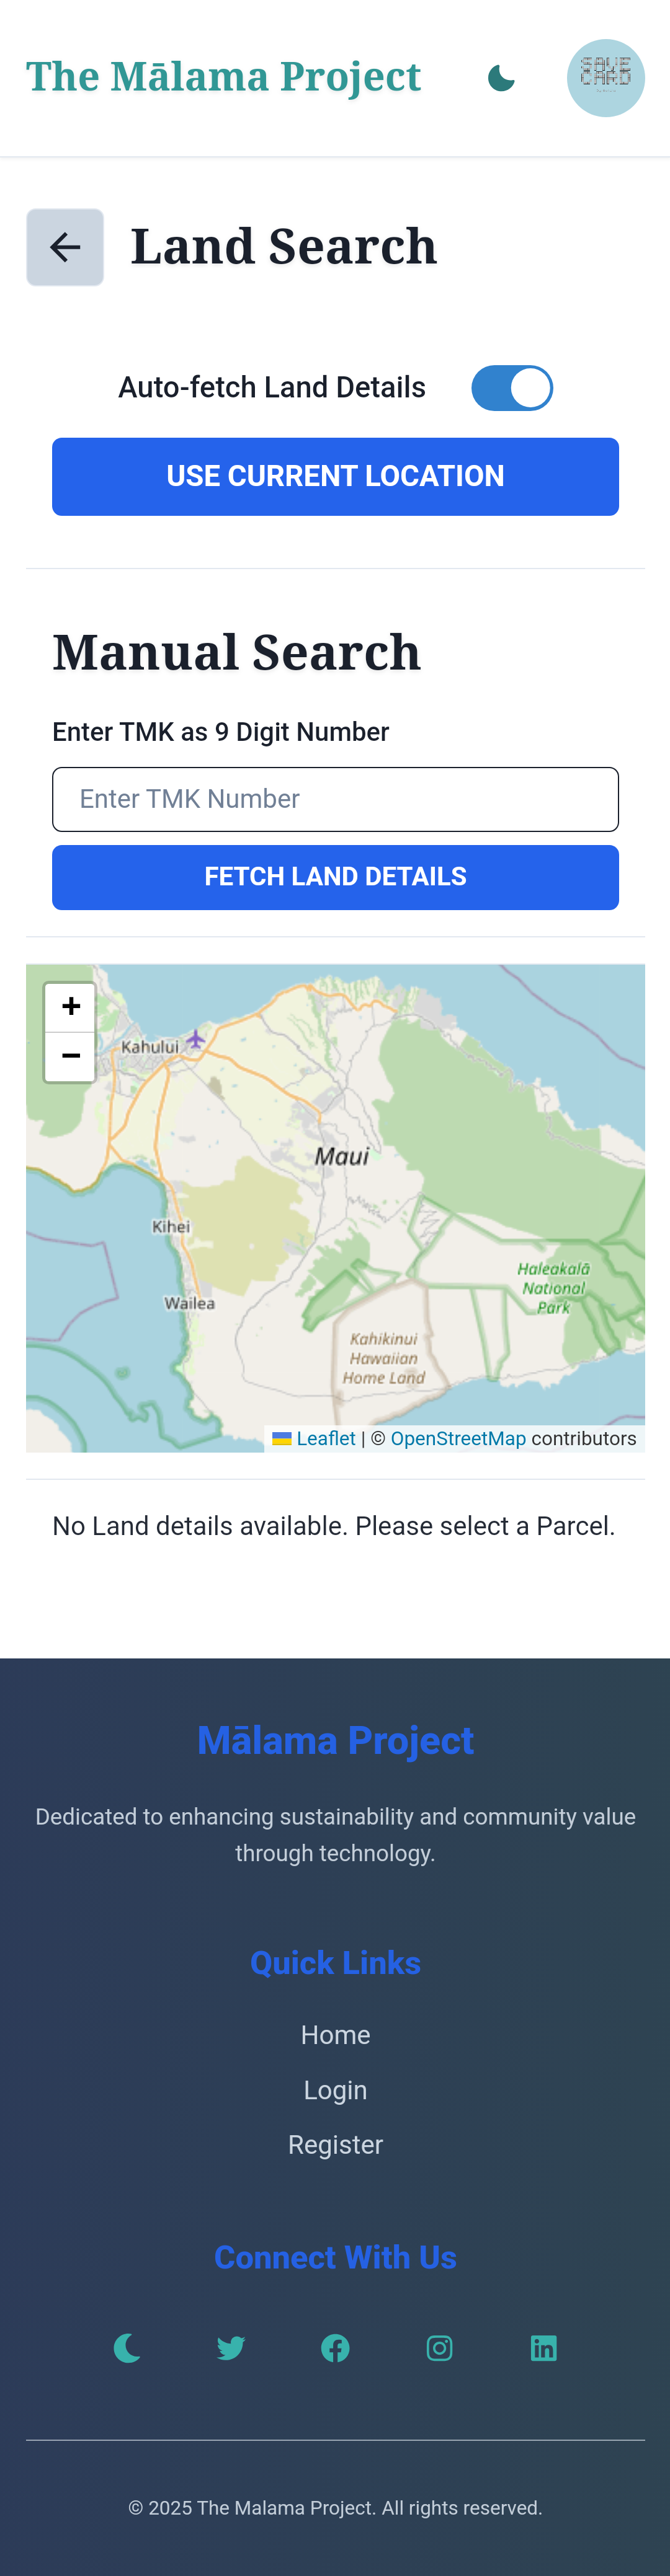 The Mālama Project
SAVE
CARD
Land Search
Auto-fetch Land Details
USE CURRENT LOCATION
Manual Search
Enter TMK as 9 Digit Number
Enter TMK Number
FETCH LAND DETAILS
+
−
Kahului
Maui
Kihei
Haleakalā
National
Park
Wailea
Kahikinui
Hawaiian
Home Land
Leaflet | © OpenStreetMap contributors
No Land details available. Please select a Parcel.
Mālama Project
Dedicated to enhancing sustainability and community value
through technology.
Quick Links
Home
Login
Register
Connect With Us
© 2025 The Malama Project. All rights reserved.